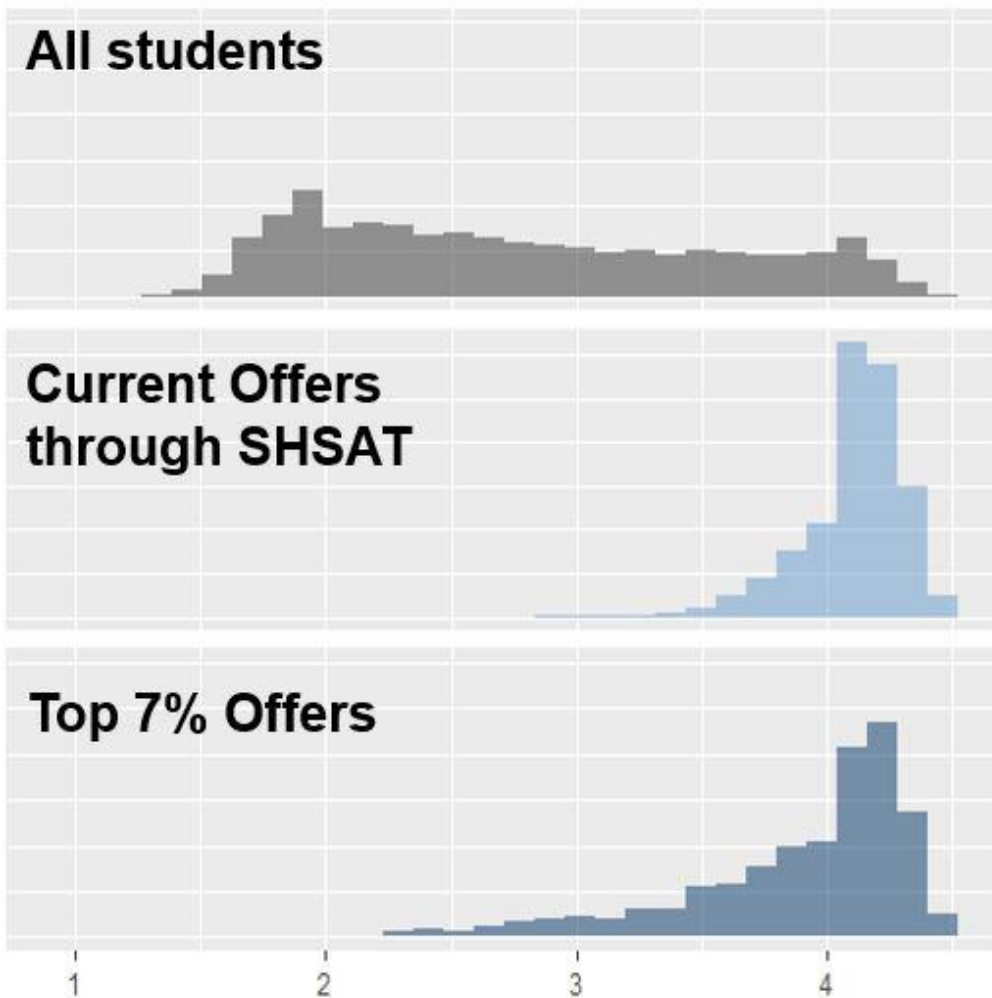 All students
Current Offers
through SHSAT
Top 7% Offers
1 2 3 4